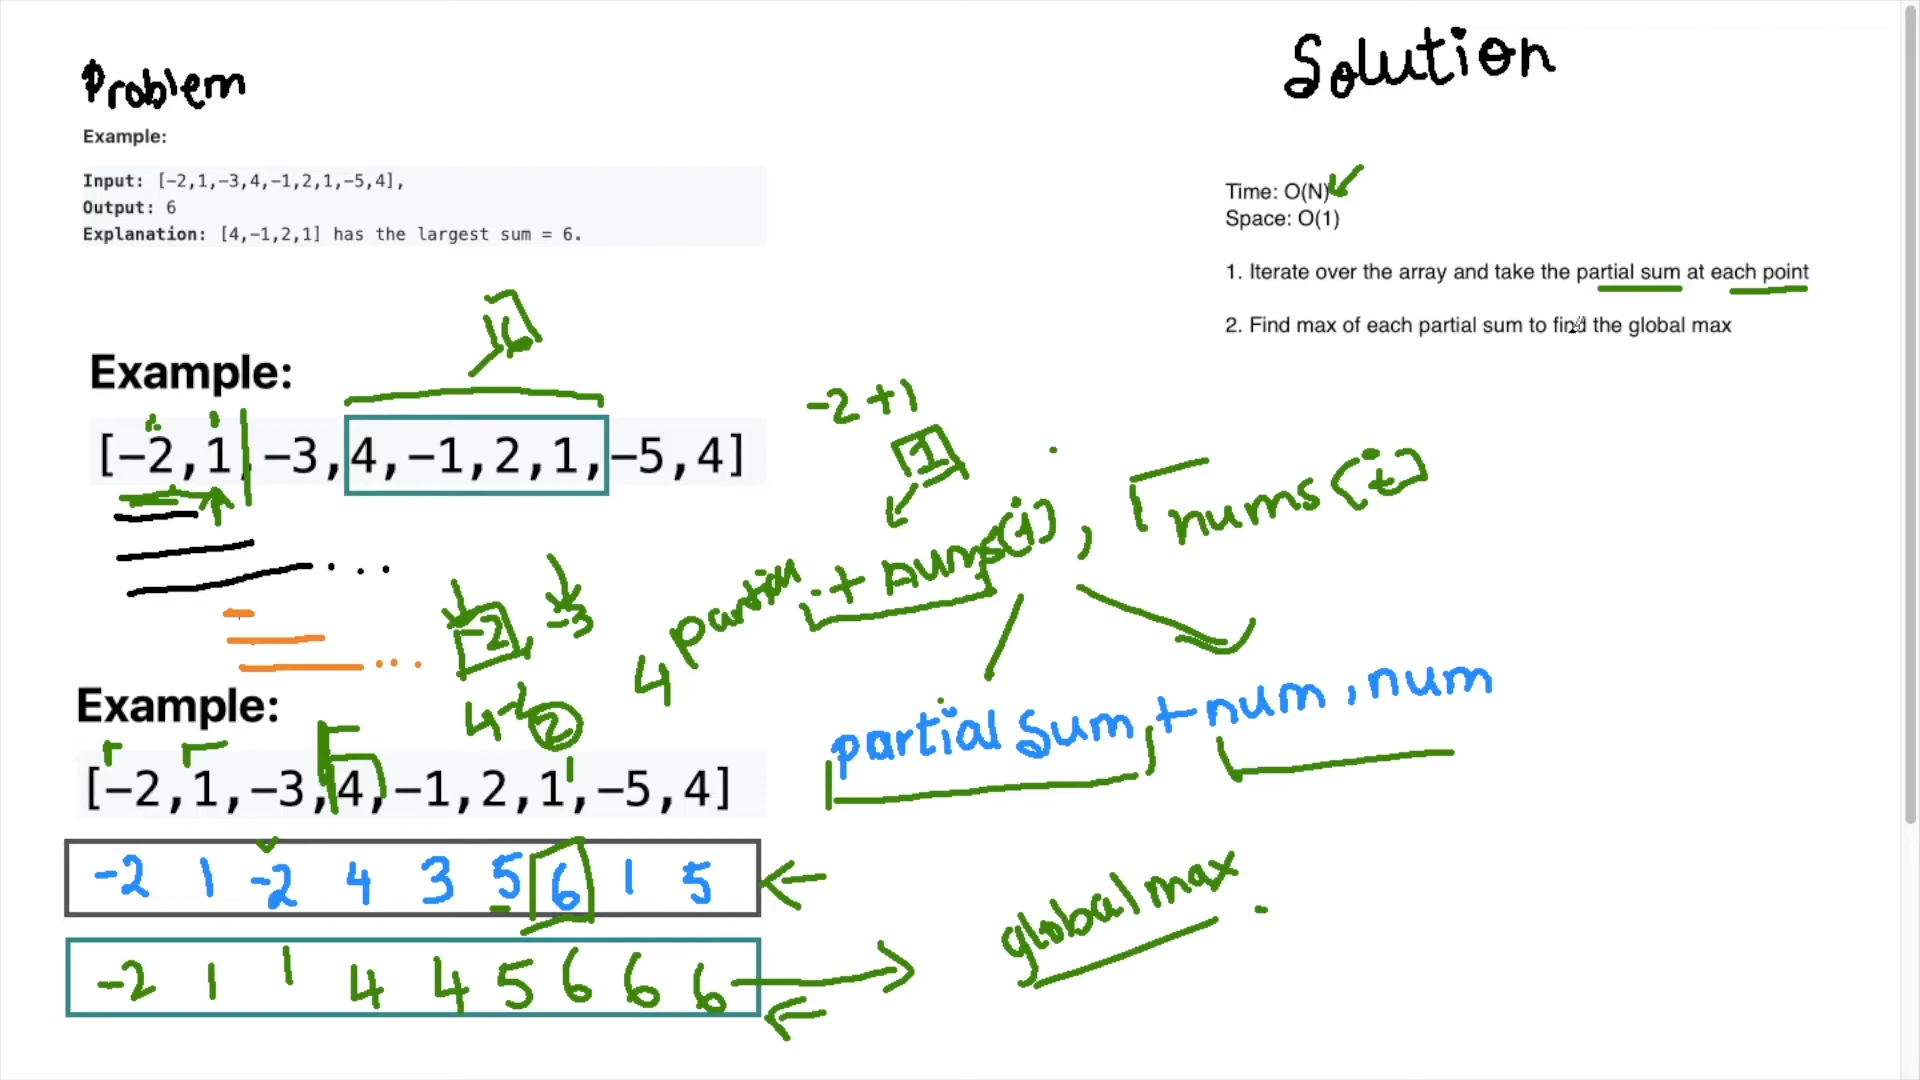 Problem
Example:
Input: [-2,1,-3,4,-1,2,1,-5,4],
Output: 6
Explanation: [4,-1,2,1] has the largest sum = 6.
6
Example:
[-2,1,-3,4,-1,2,1,-5,4]
-2, -3
4-2 2
Example:
[-2,1,-3,4,-1,2,1,-5,4]
-2 1 -2 4 3 5 6 1 5
-2 1 1 4 4 5 6 6 6
Solution
Time: O(N)
Space: O(1)
1. Iterate over the array and take the partial sum at each point
2. Find max of each partial sum to find the global max
-2+1
1
4 partial + nums[i], nums[i]
partial Sum + num, num
global max